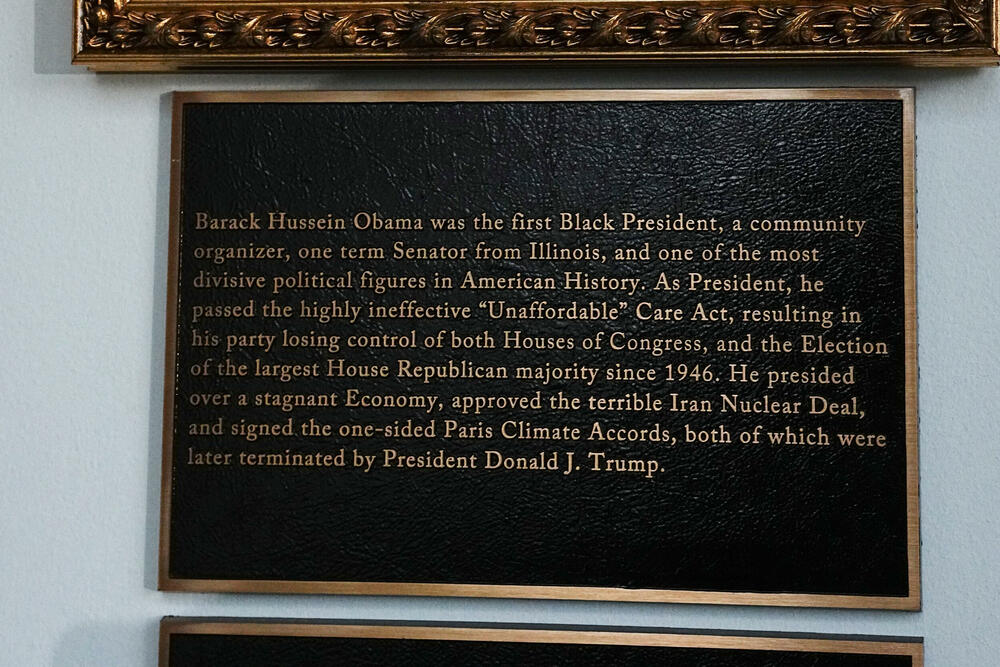 Barack Hussein Obama was the first Black President, a community
organizer, one term Senator from Illinois, and one of the most
divisive political figures in American History. As President, he
passed the highly ineffective “Unaffordable” Care Act, resulting in
his party losing control of both Houses of Congress, and the Election
of the largest House Republican majority since 1946. He presided
over a stagnant Economy, approved the terrible Iran Nuclear Deal,
and signed the one-sided Paris Climate Accords, both of which were
later terminated by President Donald J. Trump.